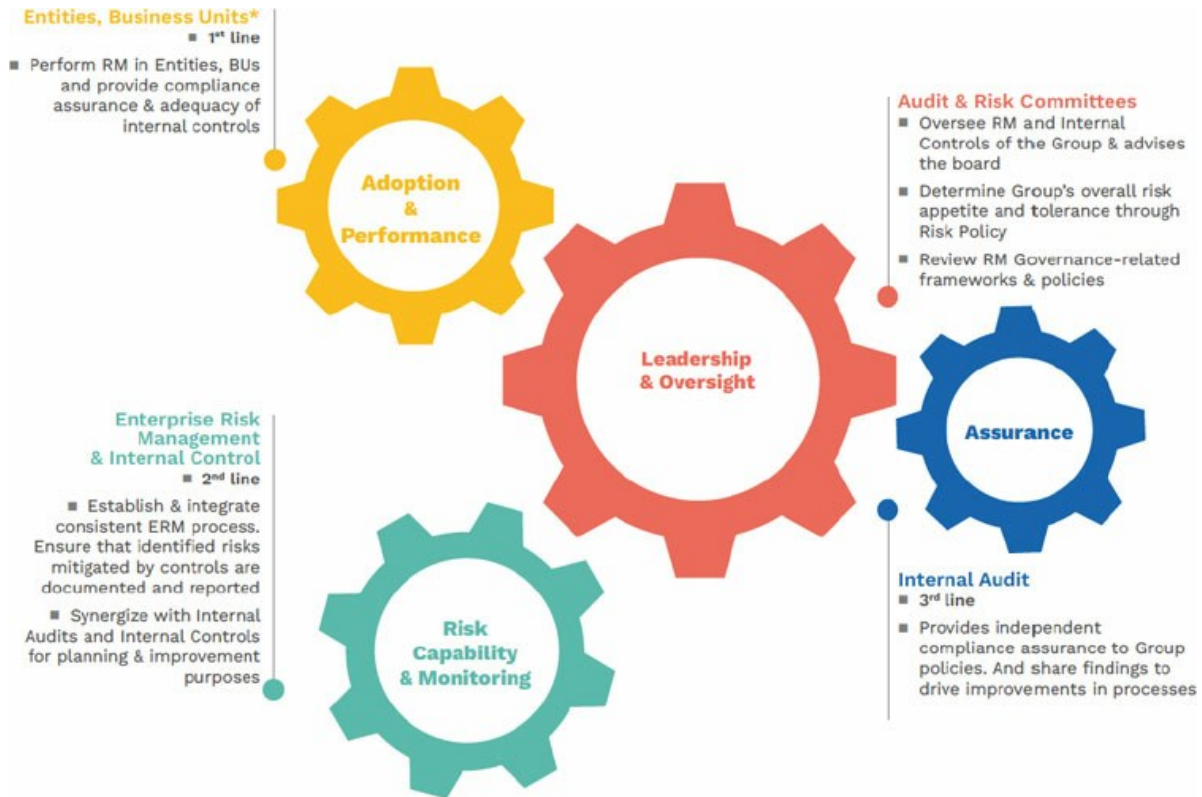 Entities, Business Units*
■ 1st line
■ Perform RM in Entities, BUs
and provide compliance
assurance & adequacy of
internal controls
Adoption
&
Performance
Audit & Risk Committees
■ Oversee RM and Internal
Controls of the Group & advises
the board
■ Determine Group's overall risk
appetite and tolerance through
Risk Policy
■ Review RM Governance-related
frameworks & policies
Leadership
& Oversight
Assurance
Enterprise Risk
Management
& Internal Control
■ 2nd line
■ Establish & integrate
consistent ERM process.
Ensure that identified risks
mitigated by controls are
documented and reported
■ Synergize with Internal
Audits and Internal Controls
for planning & improvement
purposes
Risk
Capability
& Monitoring
Internal Audit
■ 3rd line
■ Provides independent
compliance assurance to Group
policies. And share findings to
drive improvements in processes